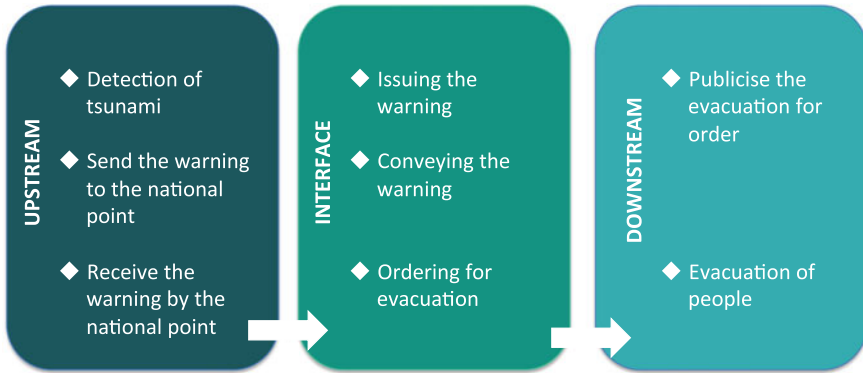 UPSTREAM
◆ Detection of
tsunami
◆ Send the warning
to the national
point
◆ Receive the
warning by the
national point
INTERFACE
◆ Issuing the
warning
◆ Conveying the
warning
◆ Ordering for
evacuation
DOWNSTREAM
◆ Publicise the
evacuation for
order
◆ Evacuation of
people